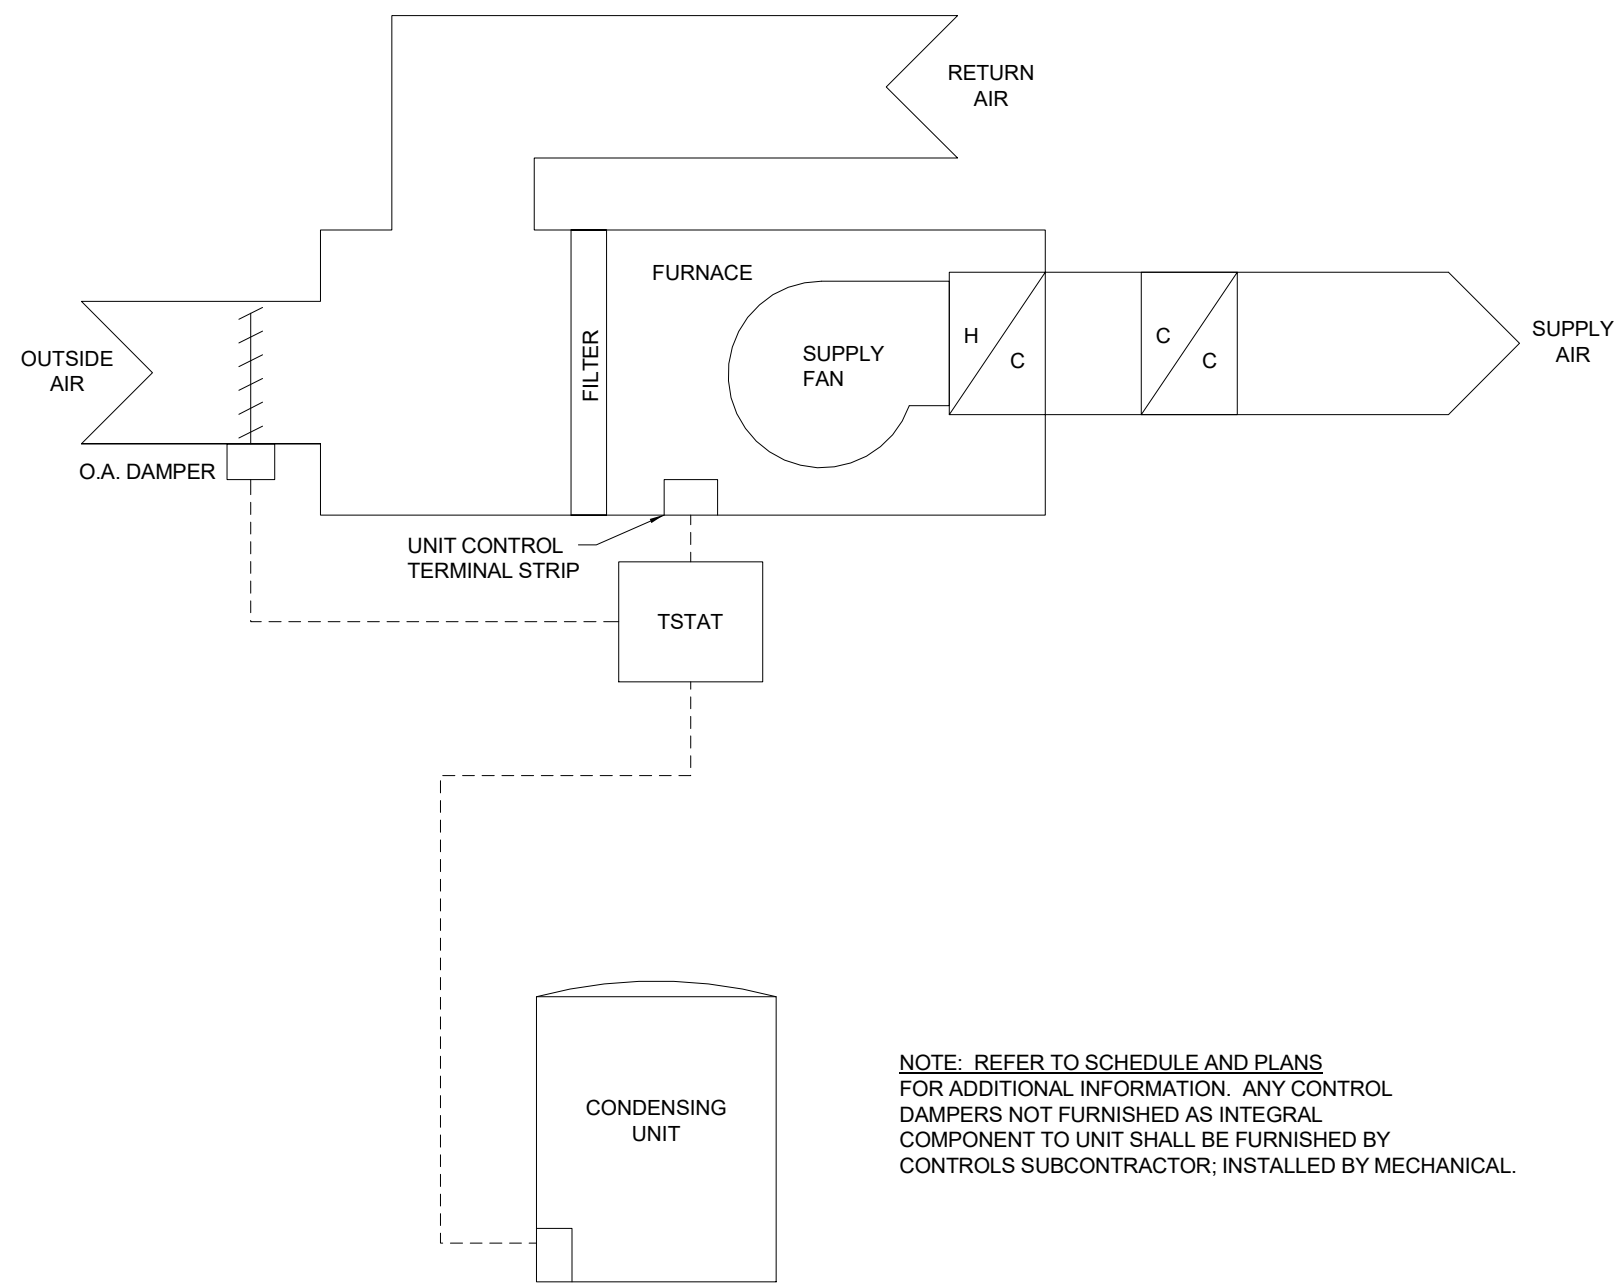 RETURN
AIR
FURNACE
OUTSIDE
AIR
FILTER
SUPPLY
FAN
H
C
C
C
SUPPLY
AIR
O.A. DAMPER
UNIT CONTROL
TERMINAL STRIP
TSTAT
CONDENSING
UNIT
NOTE: REFER TO SCHEDULE AND PLANS
FOR ADDITIONAL INFORMATION. ANY CONTROL
DAMPERS NOT FURNISHED AS INTEGRAL
COMPONENT TO UNIT SHALL BE FURNISHED BY
CONTROLS SUBCONTRACTOR; INSTALLED BY MECHANICAL.